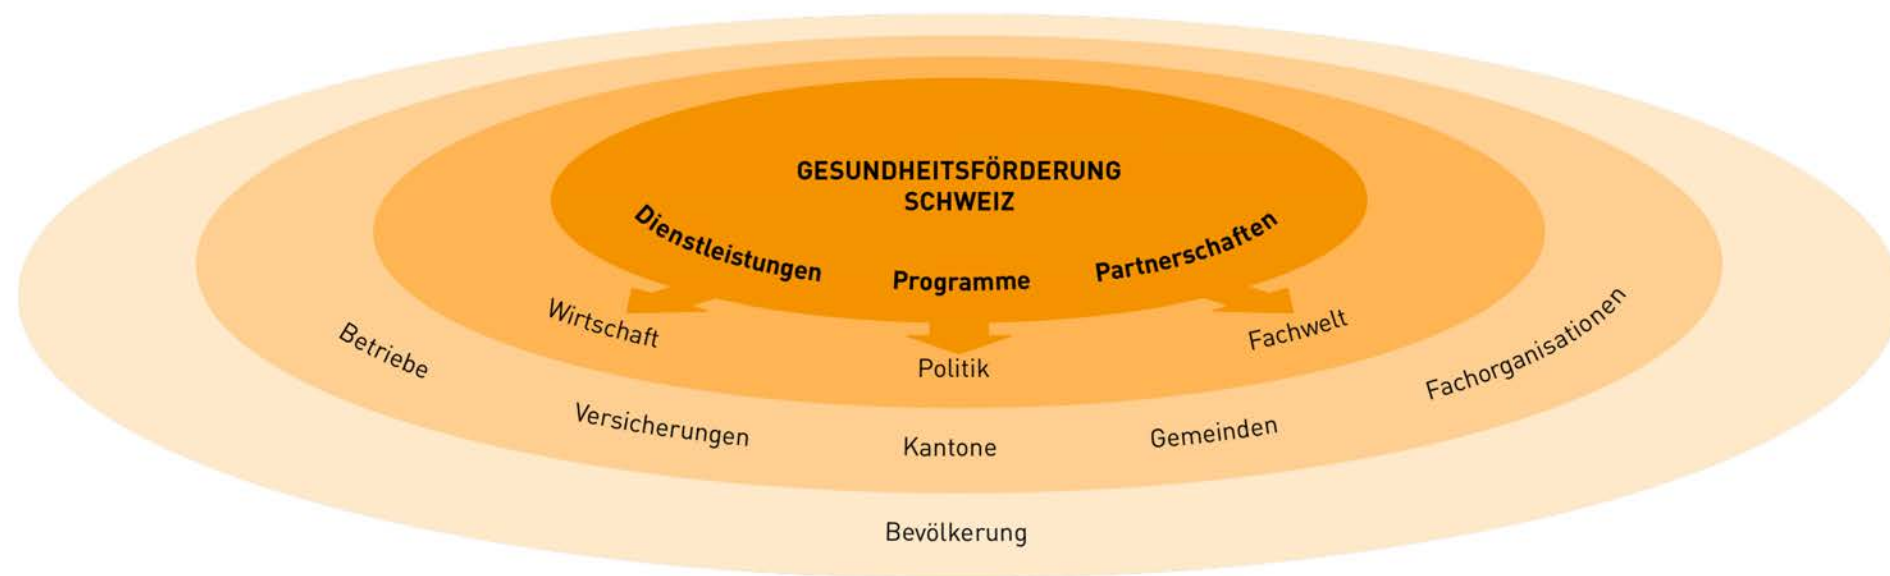 GESUNDHEITSFÖRDERUNG
SCHWEIZ
Dienstleistungen
Programme
Partnerschaften
Wirtschaft
Politik
Fachwelt
Betriebe
Versicherungen
Kantone
Gemeinden
Fachorganisationen
Bevölkerung